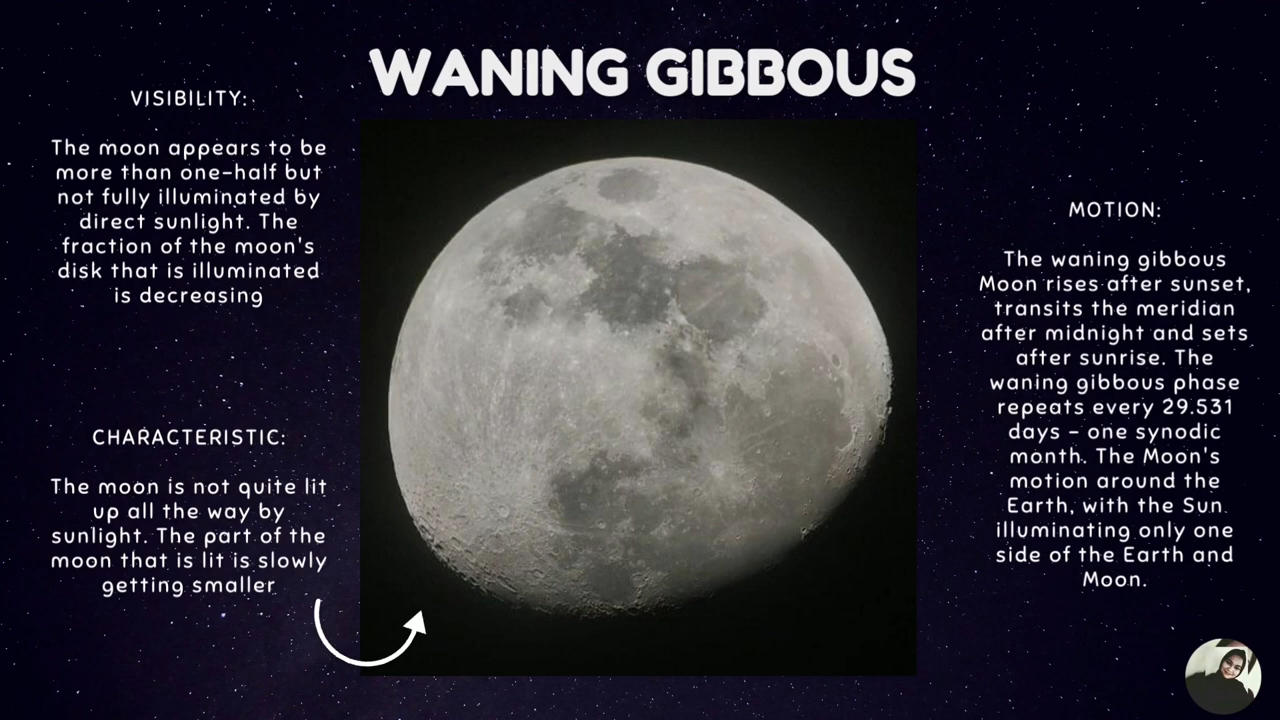 WANING GIBBOUS
VISIBILITY:
The moon appears to be
more than one-half but
not fully illuminated by
direct sunlight. The
fraction of the moon's
disk that is illuminated
is decreasing
CHARACTERISTIC:
The moon is not quite lit
up all the way by
sunlight. The part of the
moon that is lit is slowly
getting smaller
MOTION:
The waning gibbous
Moon rises after sunset,
transits the meridian
after midnight and sets
after sunrise. The
waning gibbous phase
repeats every 29.531
days - one synodic
month. The Moon's
motion around the
Earth, with the Sun
illuminating only one
side of the Earth and
Moon.